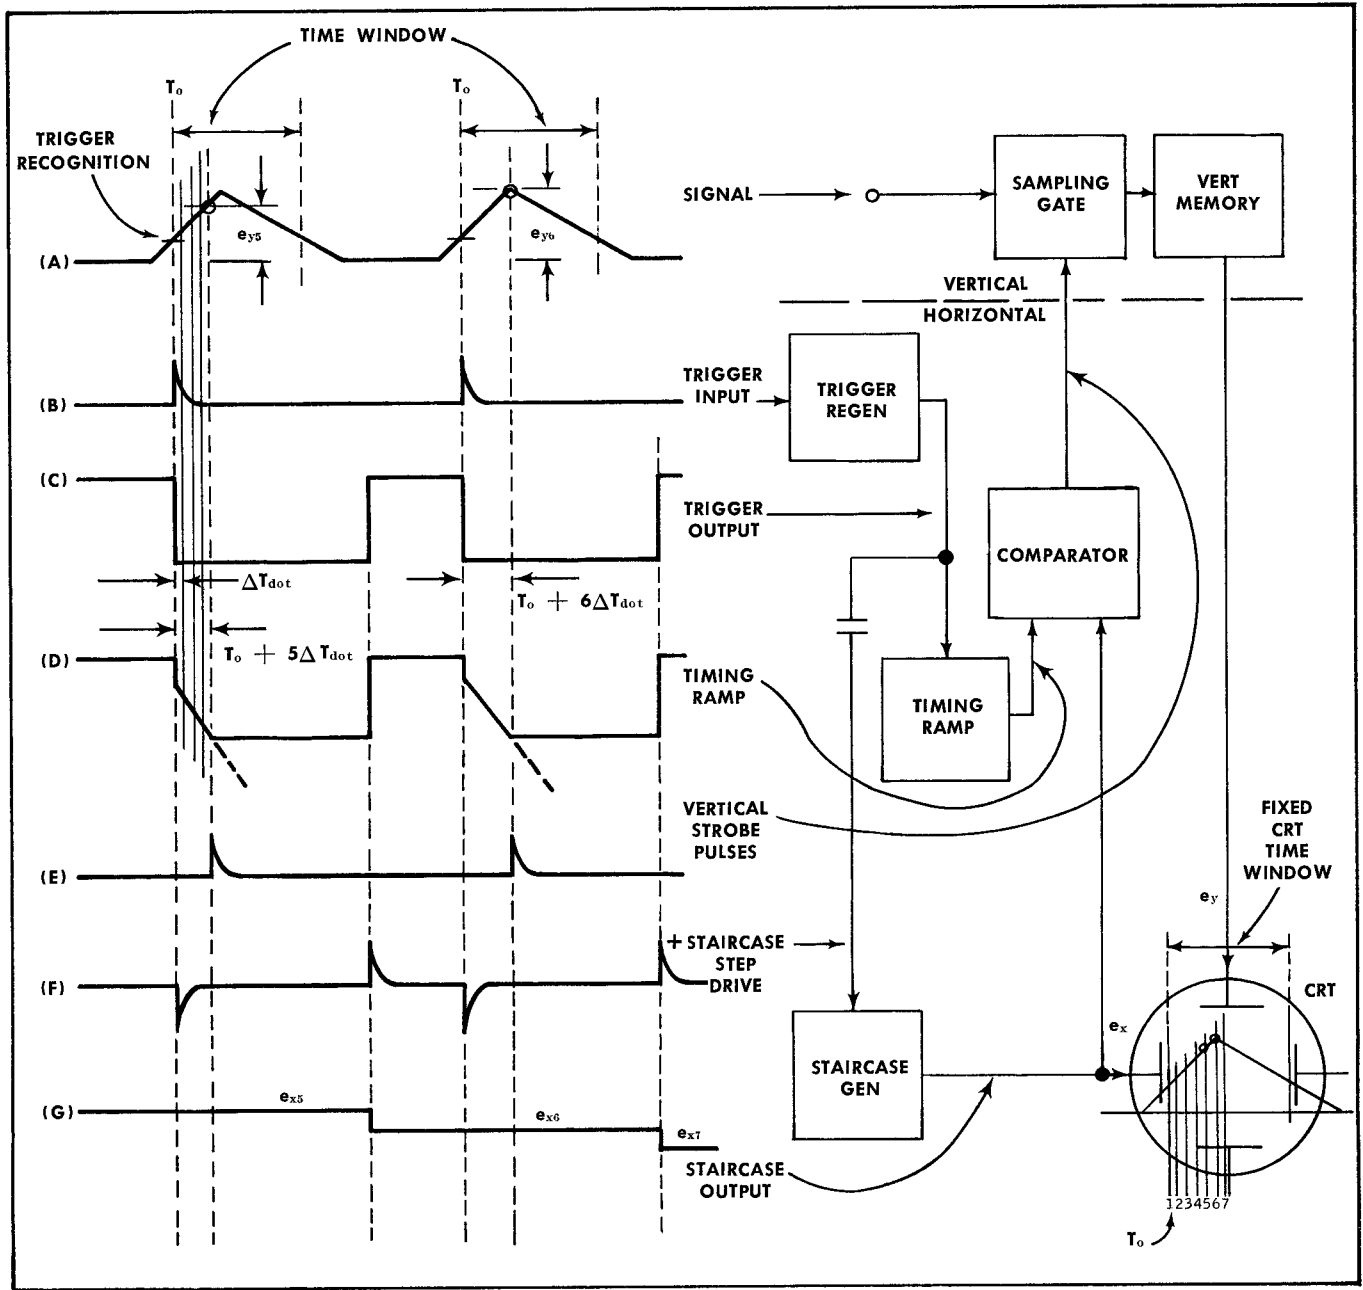 TIME WINDOW
To
To
TRIGGER
RECOGNITION
ey5
ey6
(A)
SIGNAL
SAMPLING
GATE
VERT
MEMORY
VERTICAL
HORIZONTAL
(B)
TRIGGER
INPUT
TRIGGER
REGEN
(C)
TRIGGER
OUTPUT
COMPARATOR
ΔTdot
To + 6ΔTdot
To + 5ΔTdot
(D)
TIMING
RAMP
TIMING
RAMP
VERTICAL
STROBE
PULSES
FIXED
CRT
TIME
WINDOW
(E)
ey
+ STAIRCASE
STEP
DRIVE
(F)
CRT
ex
STAIRCASE
GEN
(G)
ex5
ex6
ex7
STAIRCASE
OUTPUT
1234567
To